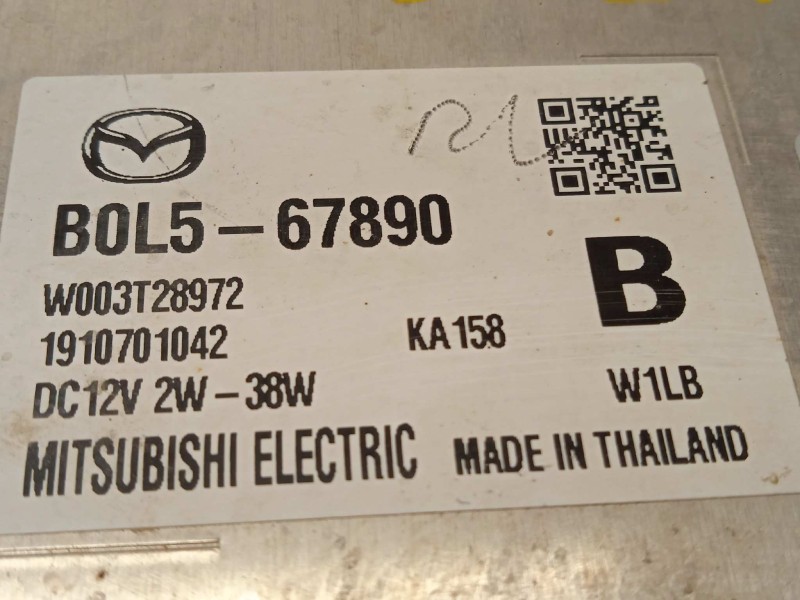 B0L5-67890
B
W003T28972
1910701042
KA158
DC12V 2W-38W
W1LB
MITSUBISHI ELECTRIC
MADE IN THAILAND